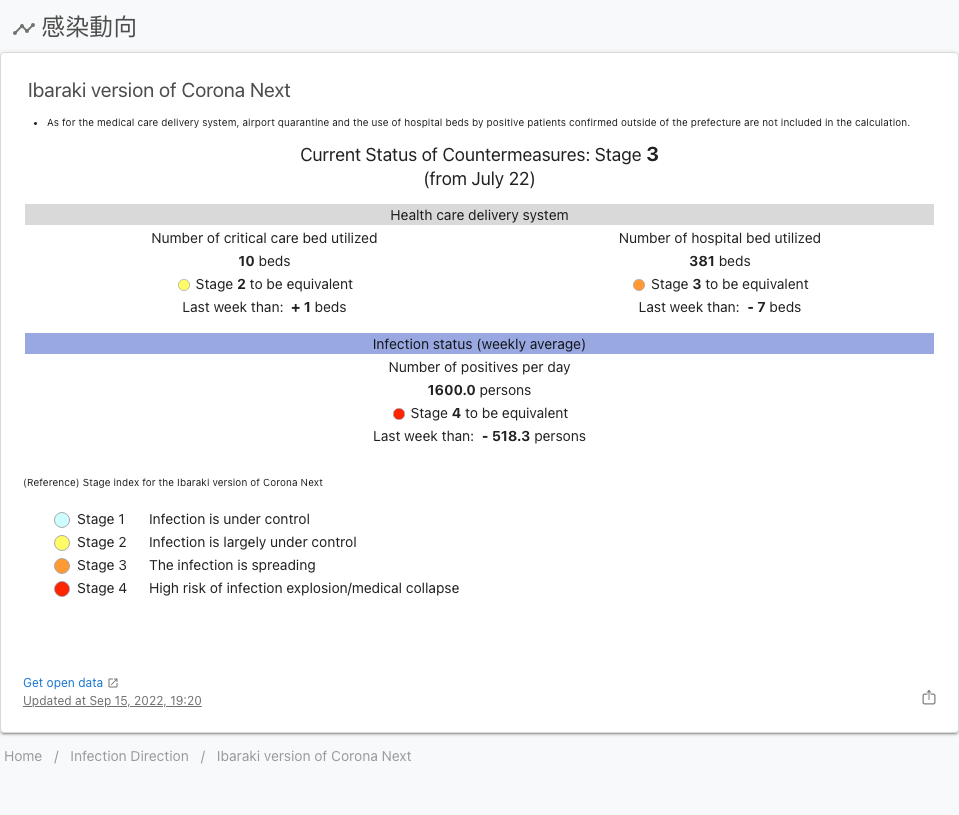 感染動向
Ibaraki version of Corona Next
• As for the medical care delivery system, airport quarantine and the use of hospital beds by positive patients confirmed outside of the prefecture are not included in the calculation.
Current Status of Countermeasures: Stage 3
(from July 22)
Health care delivery system
Number of critical care bed utilized
10 beds
Stage 2 to be equivalent
Last week than: + 1 beds
Number of hospital bed utilized
381 beds
Stage 3 to be equivalent
Last week than: - 7 beds
Infection status (weekly average)
Number of positives per day
1600.0 persons
Stage 4 to be equivalent
Last week than: - 518.3 persons
(Reference) Stage index for the Ibaraki version of Corona Next
Stage 1 Infection is under control
Stage 2 Infection is largely under control
Stage 3 The infection is spreading
Stage 4 High risk of infection explosion/medical collapse
Get open data
Updated at Sep 15, 2022, 19:20
Home / Infection Direction / Ibaraki version of Corona Next